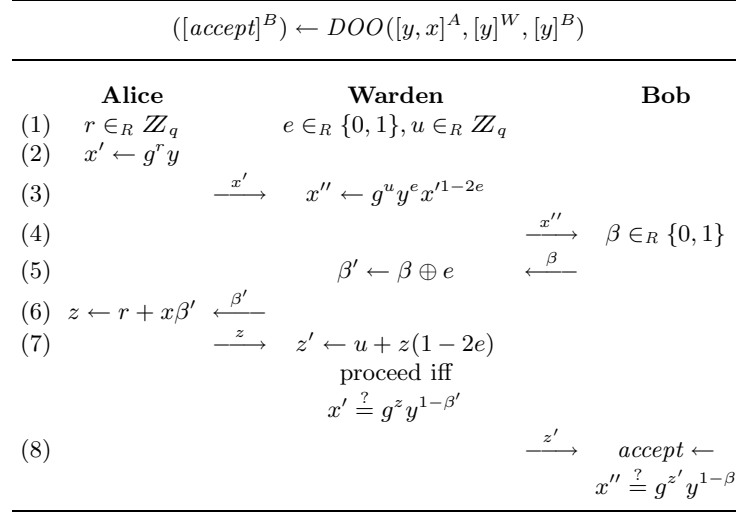 ([accept]^B) ← DOO([y, x]^A, [y]^W, [y]^B)
Alice Warden Bob
(1) r ∈_R ℤ_q e ∈_R {0, 1}, u ∈_R ℤ_q
(2) x′ ← g^r y
(3) —x′→ x″ ← g^u y^e x′^{1−2e}
(4) —x″→ β ∈_R {0, 1}
(5) β′ ← β ⊕ e ←β—
(6) z ← r + xβ′ ←β′—
(7) —z→ z′ ← u + z(1 − 2e)
proceed iff
x′ ≟ g^z y^{1−β′}
(8) —z′→ accept ←
x″ ≟ g^{z′} y^{1−β}